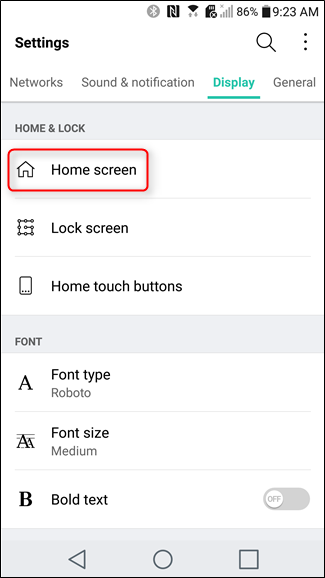 86% 9:23 AM
Settings
Networks Sound & notification Display General
HOME & LOCK
Home screen
Lock screen
Home touch buttons
FONT
A Font type
Roboto
AA Font size
Medium
B Bold text OFF